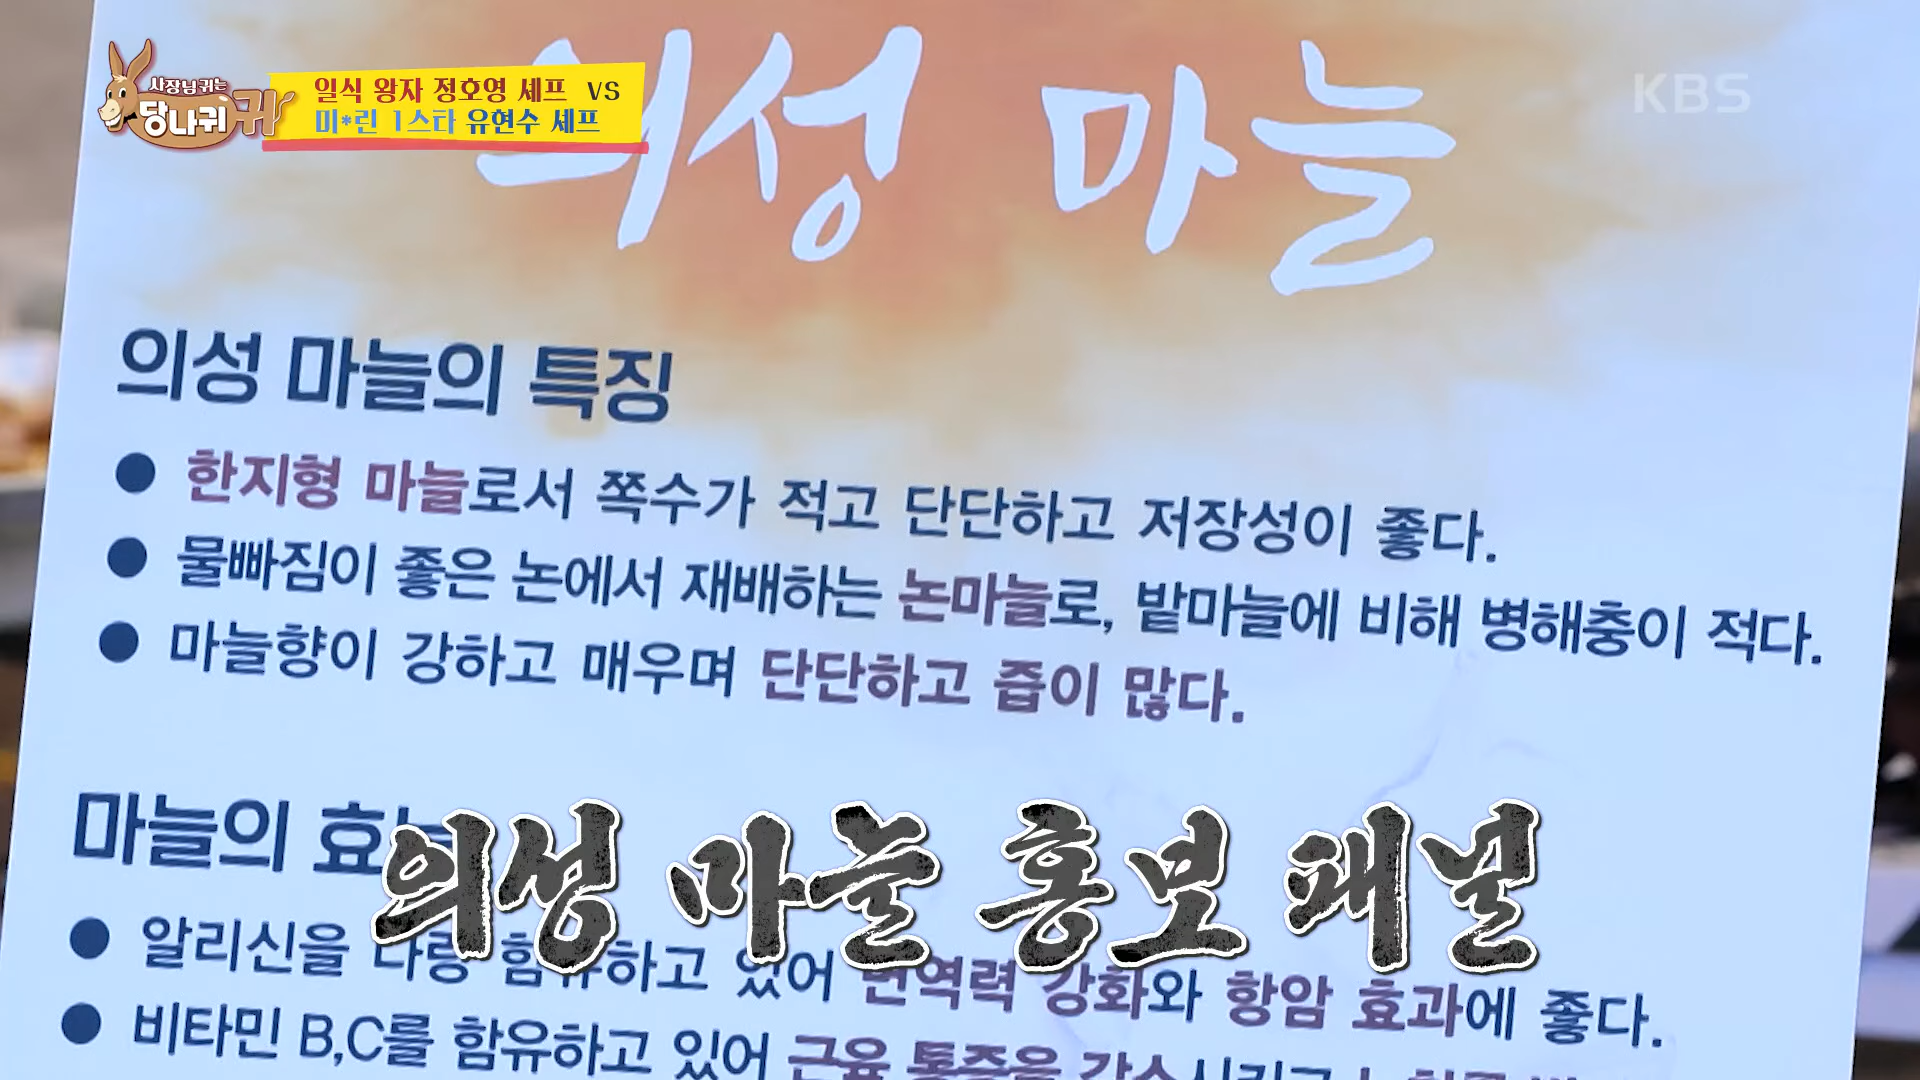 사장님 귀는
당나귀 귀
일식 왕자 정호영 셰프 VS
미*린 1스타 유현수 셰프
KBS
의성 마늘
의성 마늘의 특징
● 한지형 마늘로서 쪽수가 적고 단단하고 저장성이 좋다.
● 물빠짐이 좋은 논에서 재배하는 논마늘로, 밭마늘에 비해 병해충이 적다.
● 마늘향이 강하고 매우며 단단하고 즙이 많다.
마늘의
의성 마늘 홍보 패널
● 알리신을 다량 함유하고 있어 면역력 강화와 항암 효과에 좋다.
● 비타민 B,C를 함유하고 있어 근육 통증을